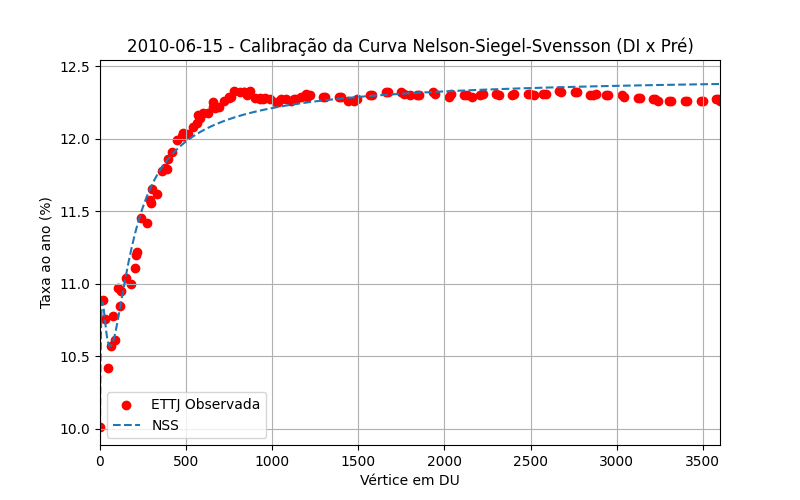 2010-06-15 - Calibração da Curva Nelson-Siegel-Svensson (DI x Pré)
Taxa ao ano (%)
12.5
12.0
11.5
11.0
10.5
10.0
ETTJ Observada
NSS
0
500
1000
1500
2000
2500
3000
3500
Vértice em DU